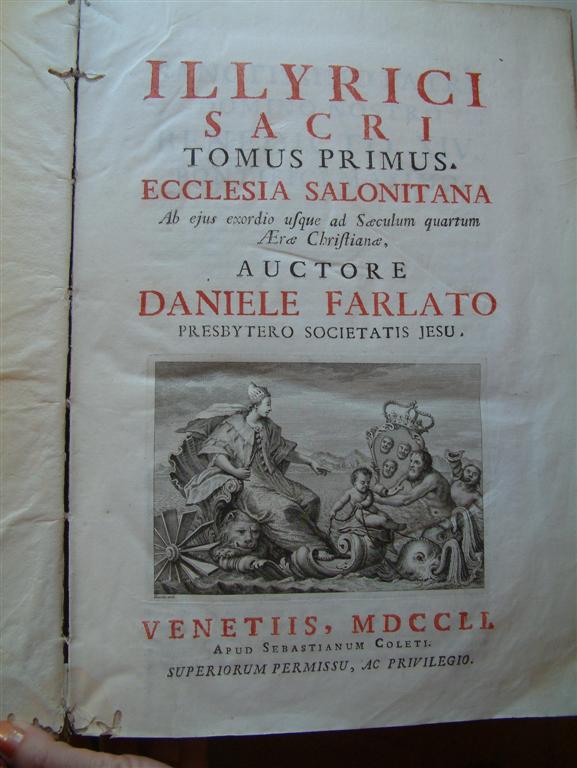 ILLYRICI
SACRI
TOMUS PRIMUS.
ECCLESIA SALONITANA
Ab ejus exordio uſque ad Sæculum quartum
Æræ Chriſtianæ,
AUCTORE
DANIELE FARLATO
PRESBYTERO SOCIETATIS JESU.
VENETIIS, MDCCLI.
APUD SEBASTIANUM COLETI.
SUPERIORUM PERMISSU, AC PRIVILEGIO.